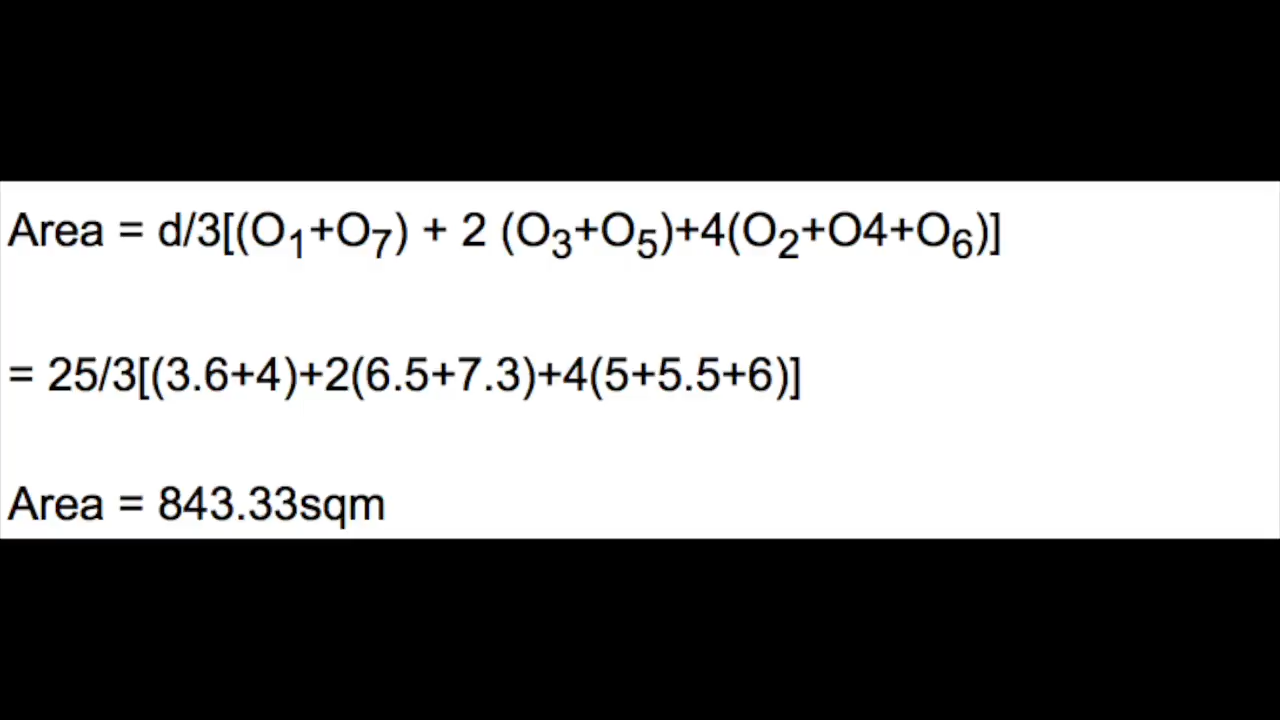 Area = d/3[(O₁+O₇) + 2 (O₃+O₅)+4(O₂+O4+O₆)]
= 25/3[(3.6+4)+2(6.5+7.3)+4(5+5.5+6)]
Area = 843.33sqm